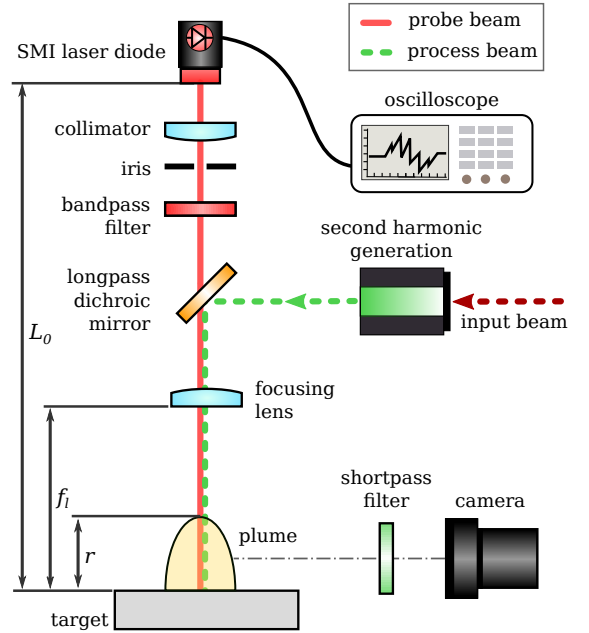 probe beam
process beam
SMI laser diode
oscilloscope
collimator
iris
bandpass
filter
second harmonic
generation
longpass
dichroic
mirror
input beam
L0
focusing
lens
shortpass
filter
camera
fl
plume
r
target